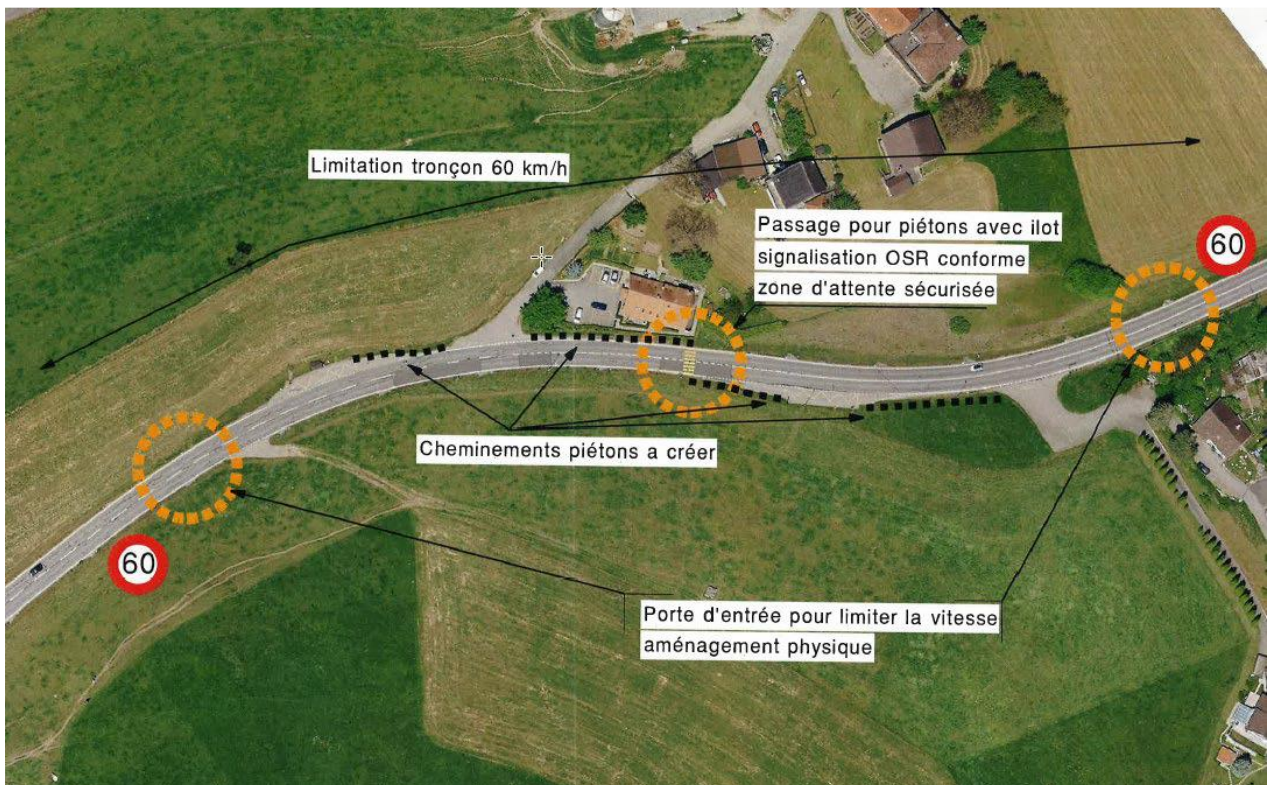 Limitation tronçon 60 km/h
Passage pour piétons avec ilot
signalisation OSR conforme
zone d'attente sécurisée
60
Cheminements piétons a créer
60
Porte d'entrée pour limiter la vitesse
aménagement physique